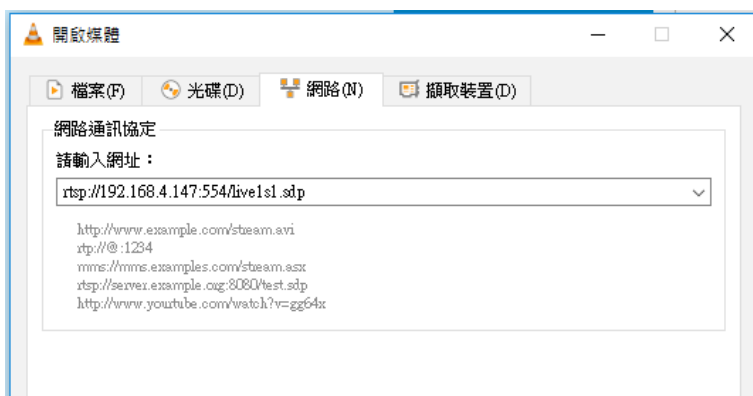 開啟媒體
檔案(F) 光碟(D) 網路(N) 擷取裝置(D)
網路通訊協定
請輸入網址：
rtsp://192.168.4.147:554/live1s1.sdp
http://www.example.com/stream.avi
rtp://@:1234
mms://mms.examples.com/stream.asx
rtsp://server.example.org:8080/test.sdp
http://www.yourtube.com/watch?v=gg64x